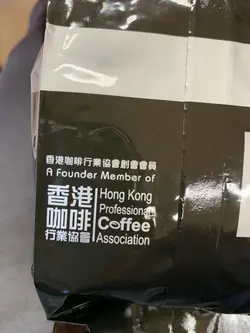 香港咖啡行業協會創會會員
A Founder Member of
香港
咖啡
行業協會
Hong Kong
Professional
Coffee
Association